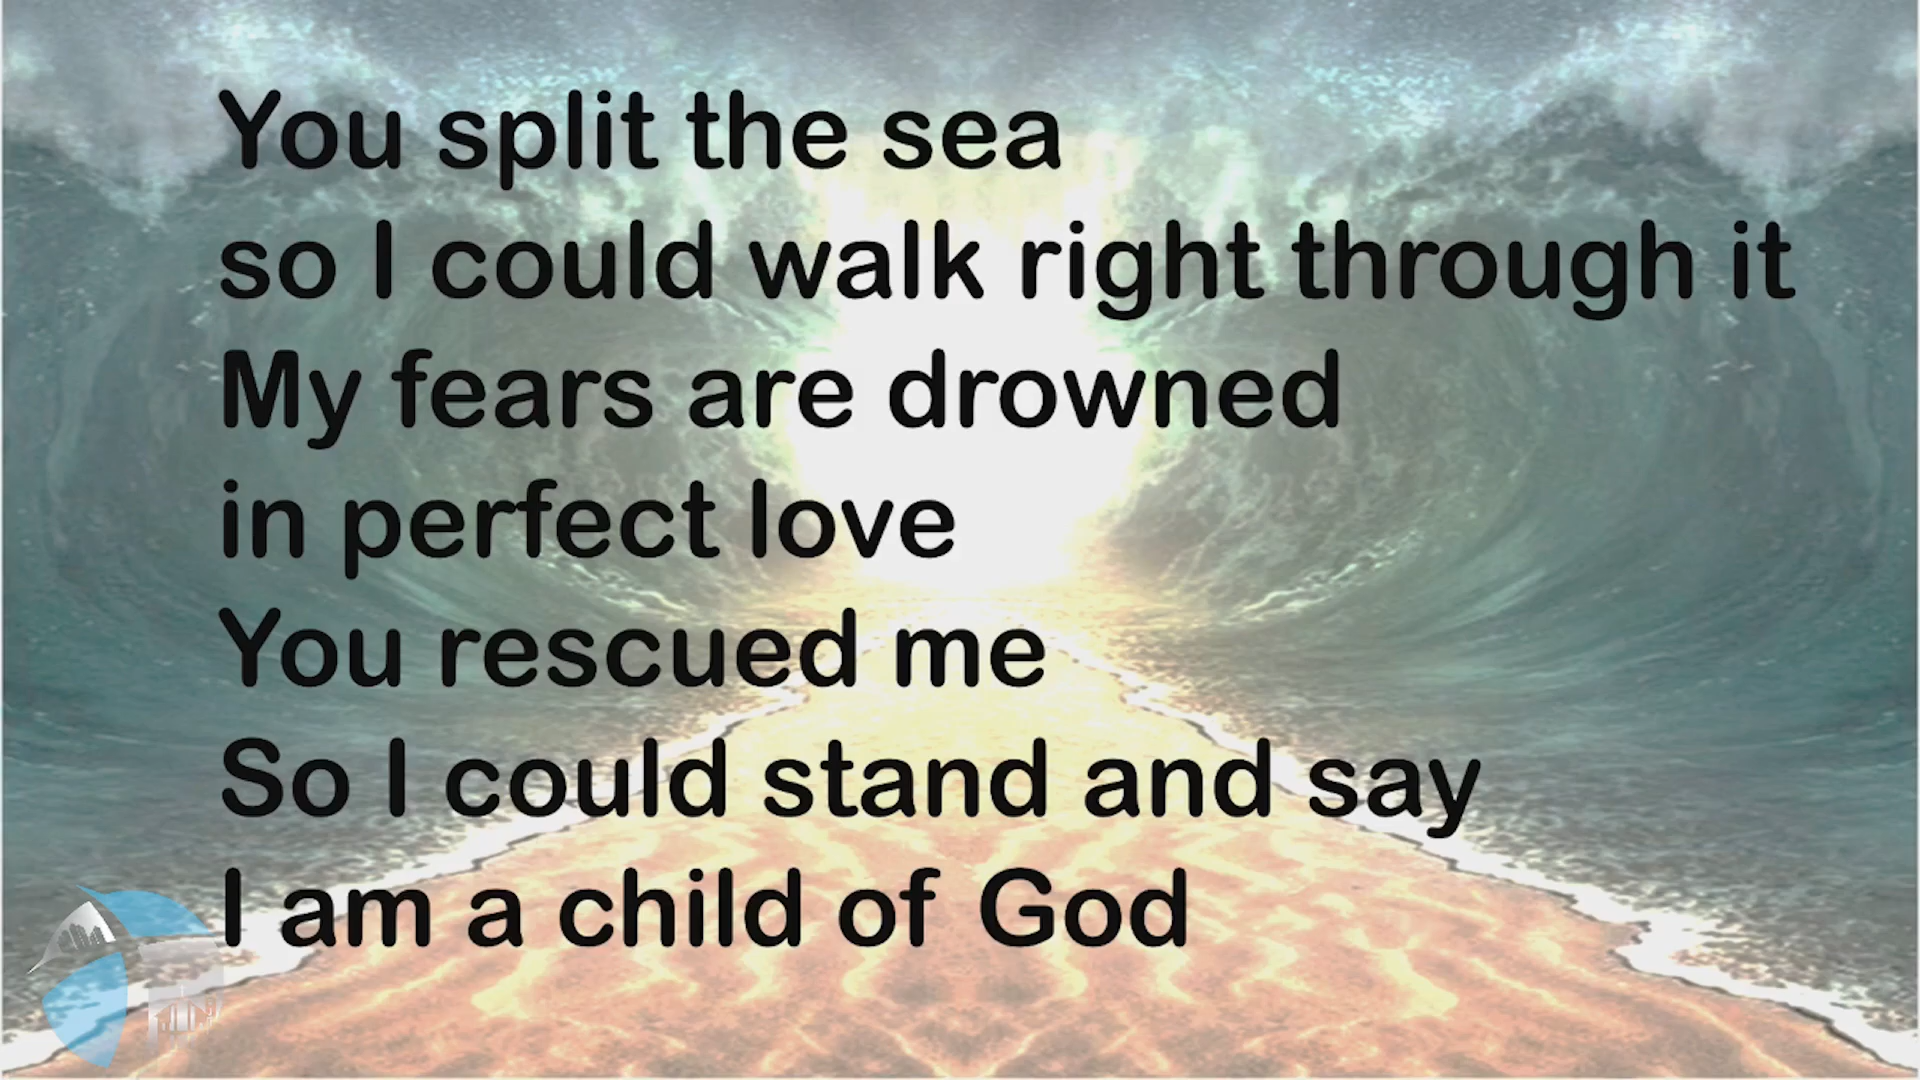 You split the sea
so I could walk right through it
My fears are drowned
in perfect love
You rescued me
So I could stand and say
I am a child of God